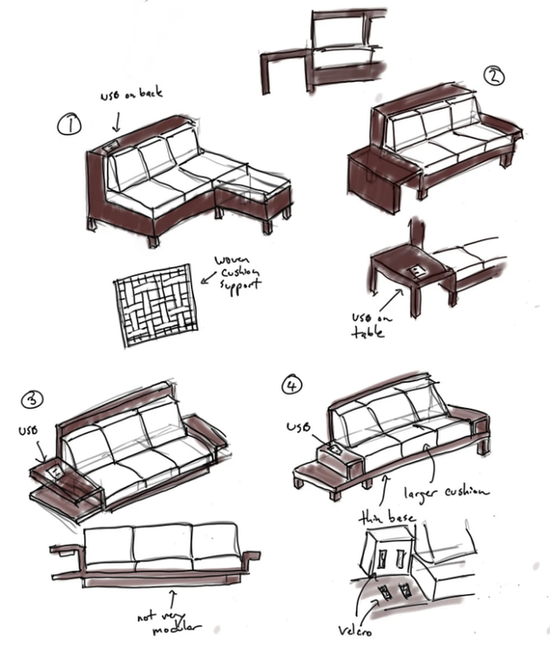 2
USB on back
1
woven
cushion
support
USB on
table
3
4
USB
USB
larger cushion
thin base
not very
modular
velcro